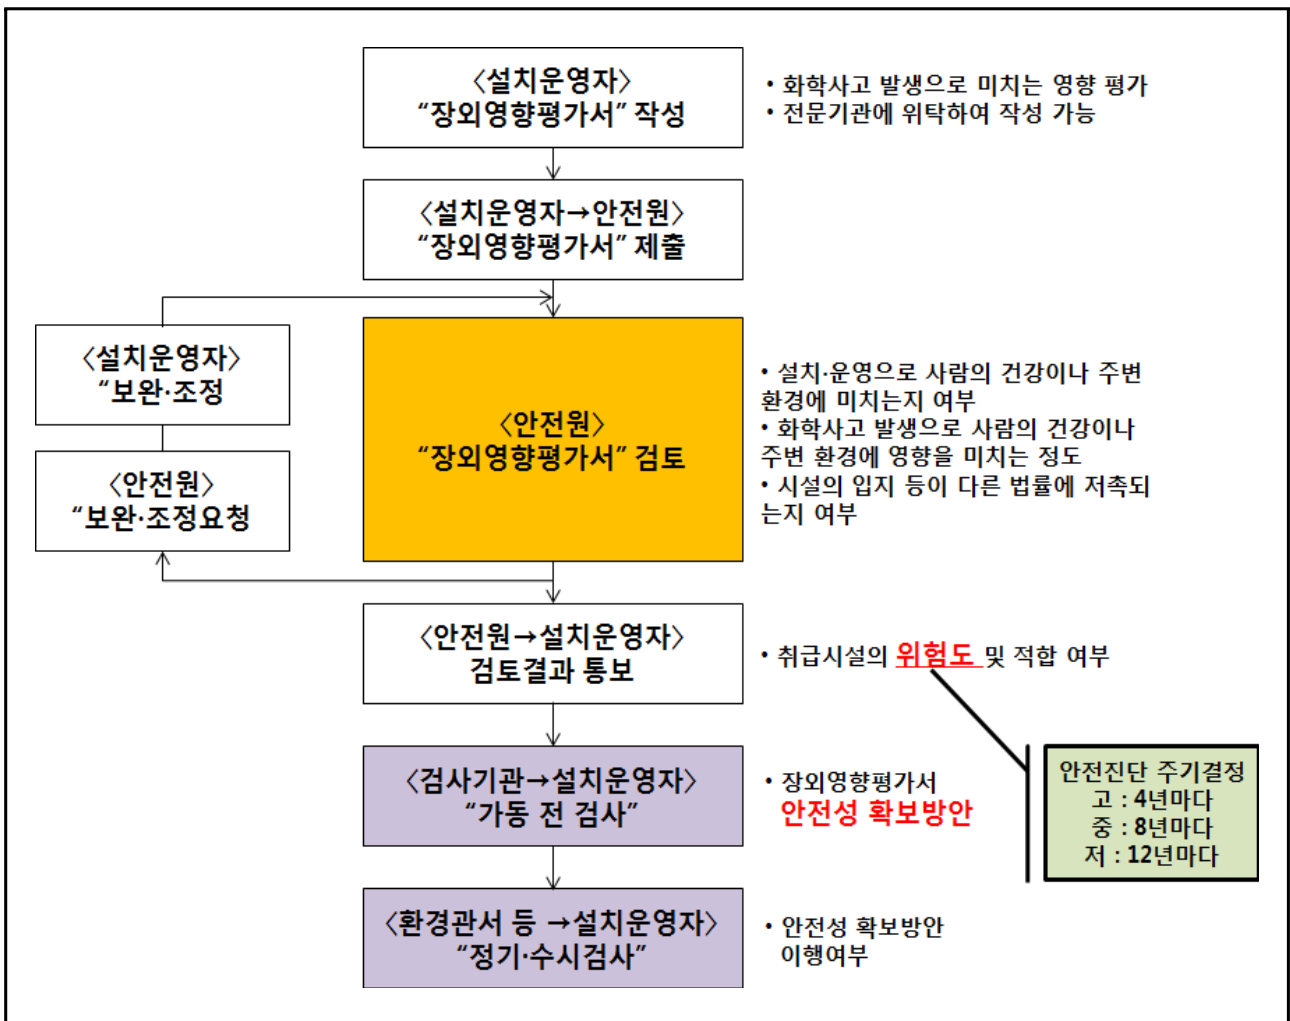 〈설치운영자〉
“장외영향평가서” 작성
• 화학사고 발생으로 미치는 영향 평가
• 전문기관에 위탁하여 작성 가능
〈설치운영자→안전원〉
“장외영향평가서” 제출
〈설치운영자〉
“보완·조정
〈안전원〉
“보완·조정요청
〈안전원〉
“장외영향평가서” 검토
• 설치·운영으로 사람의 건강이나 주변
환경에 미치는지 여부
• 화학사고 발생으로 사람의 건강이나
주변 환경에 영향을 미치는 정도
• 시설의 입지 등이 다른 법률에 저촉되
는지 여부
〈안전원→설치운영자〉
검토결과 통보
• 취급시설의 위험도 및 적합 여부
〈검사기관→설치운영자〉
“가동 전 검사”
• 장외영향평가서
안전성 확보방안
안전진단 주기결정
고 : 4년마다
중 : 8년마다
저 : 12년마다
〈환경관서 등 →설치운영자〉
“정기·수시검사”
• 안전성 확보방안
이행여부